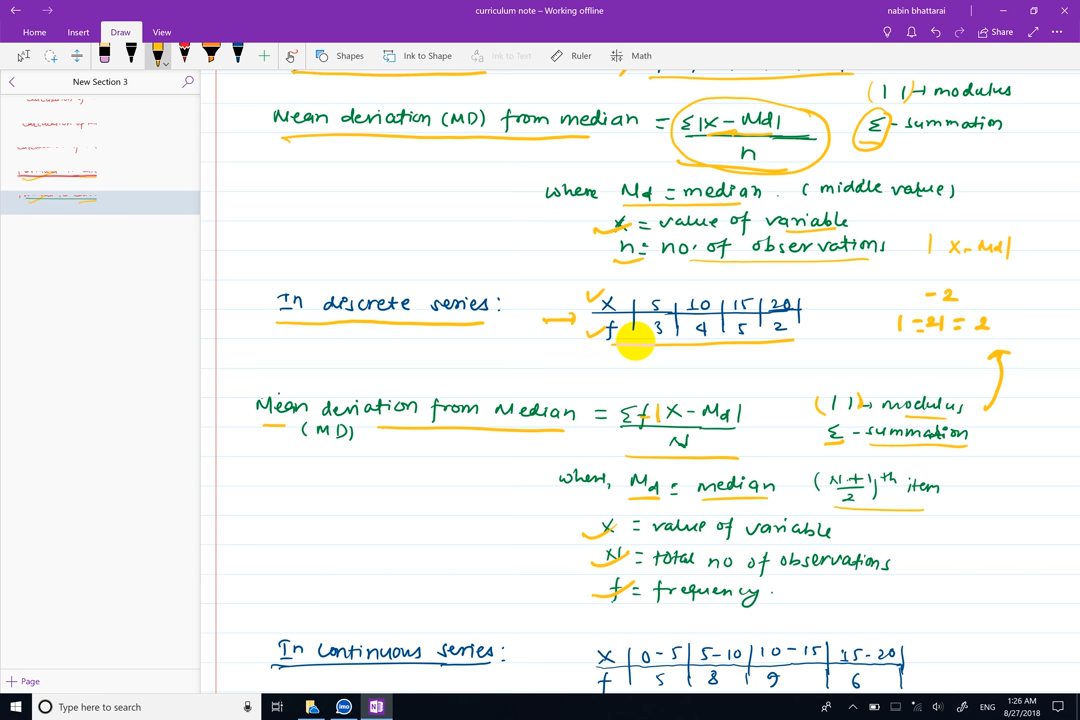 curriculum note – Working offline
nabin bhattarai
Home Insert Draw View
Share
Shapes Ink to Shape Ink to Text Ruler Math
New Section 3
Mean deviation (MD) from median = Σ|X - Md| / n
( | | ) → modulus
Σ - summation
where Md = median. (middle value)
x = value of variable
n = no. of observations
| X - Md |
In discrete series:
X | 5 | 10 | 15 | 20 |
f | 3 | 4 | 5 | 2 |
-2
|-2| = 2
Mean deviation from Median = Σf|X - Md| / N
(MD)
( | | ) → modulus
Σ - summation
where, Md = median (N+1/2)th item
x = value of variable
N = total no of observations
f = frequency.
In continuous series:
X | 0-5 | 5-10 | 10-15 | 15-20 |
f | 5 | 8 | 9 | 6 |
Page
Type here to search
ENG
1:26 AM
8/27/2018